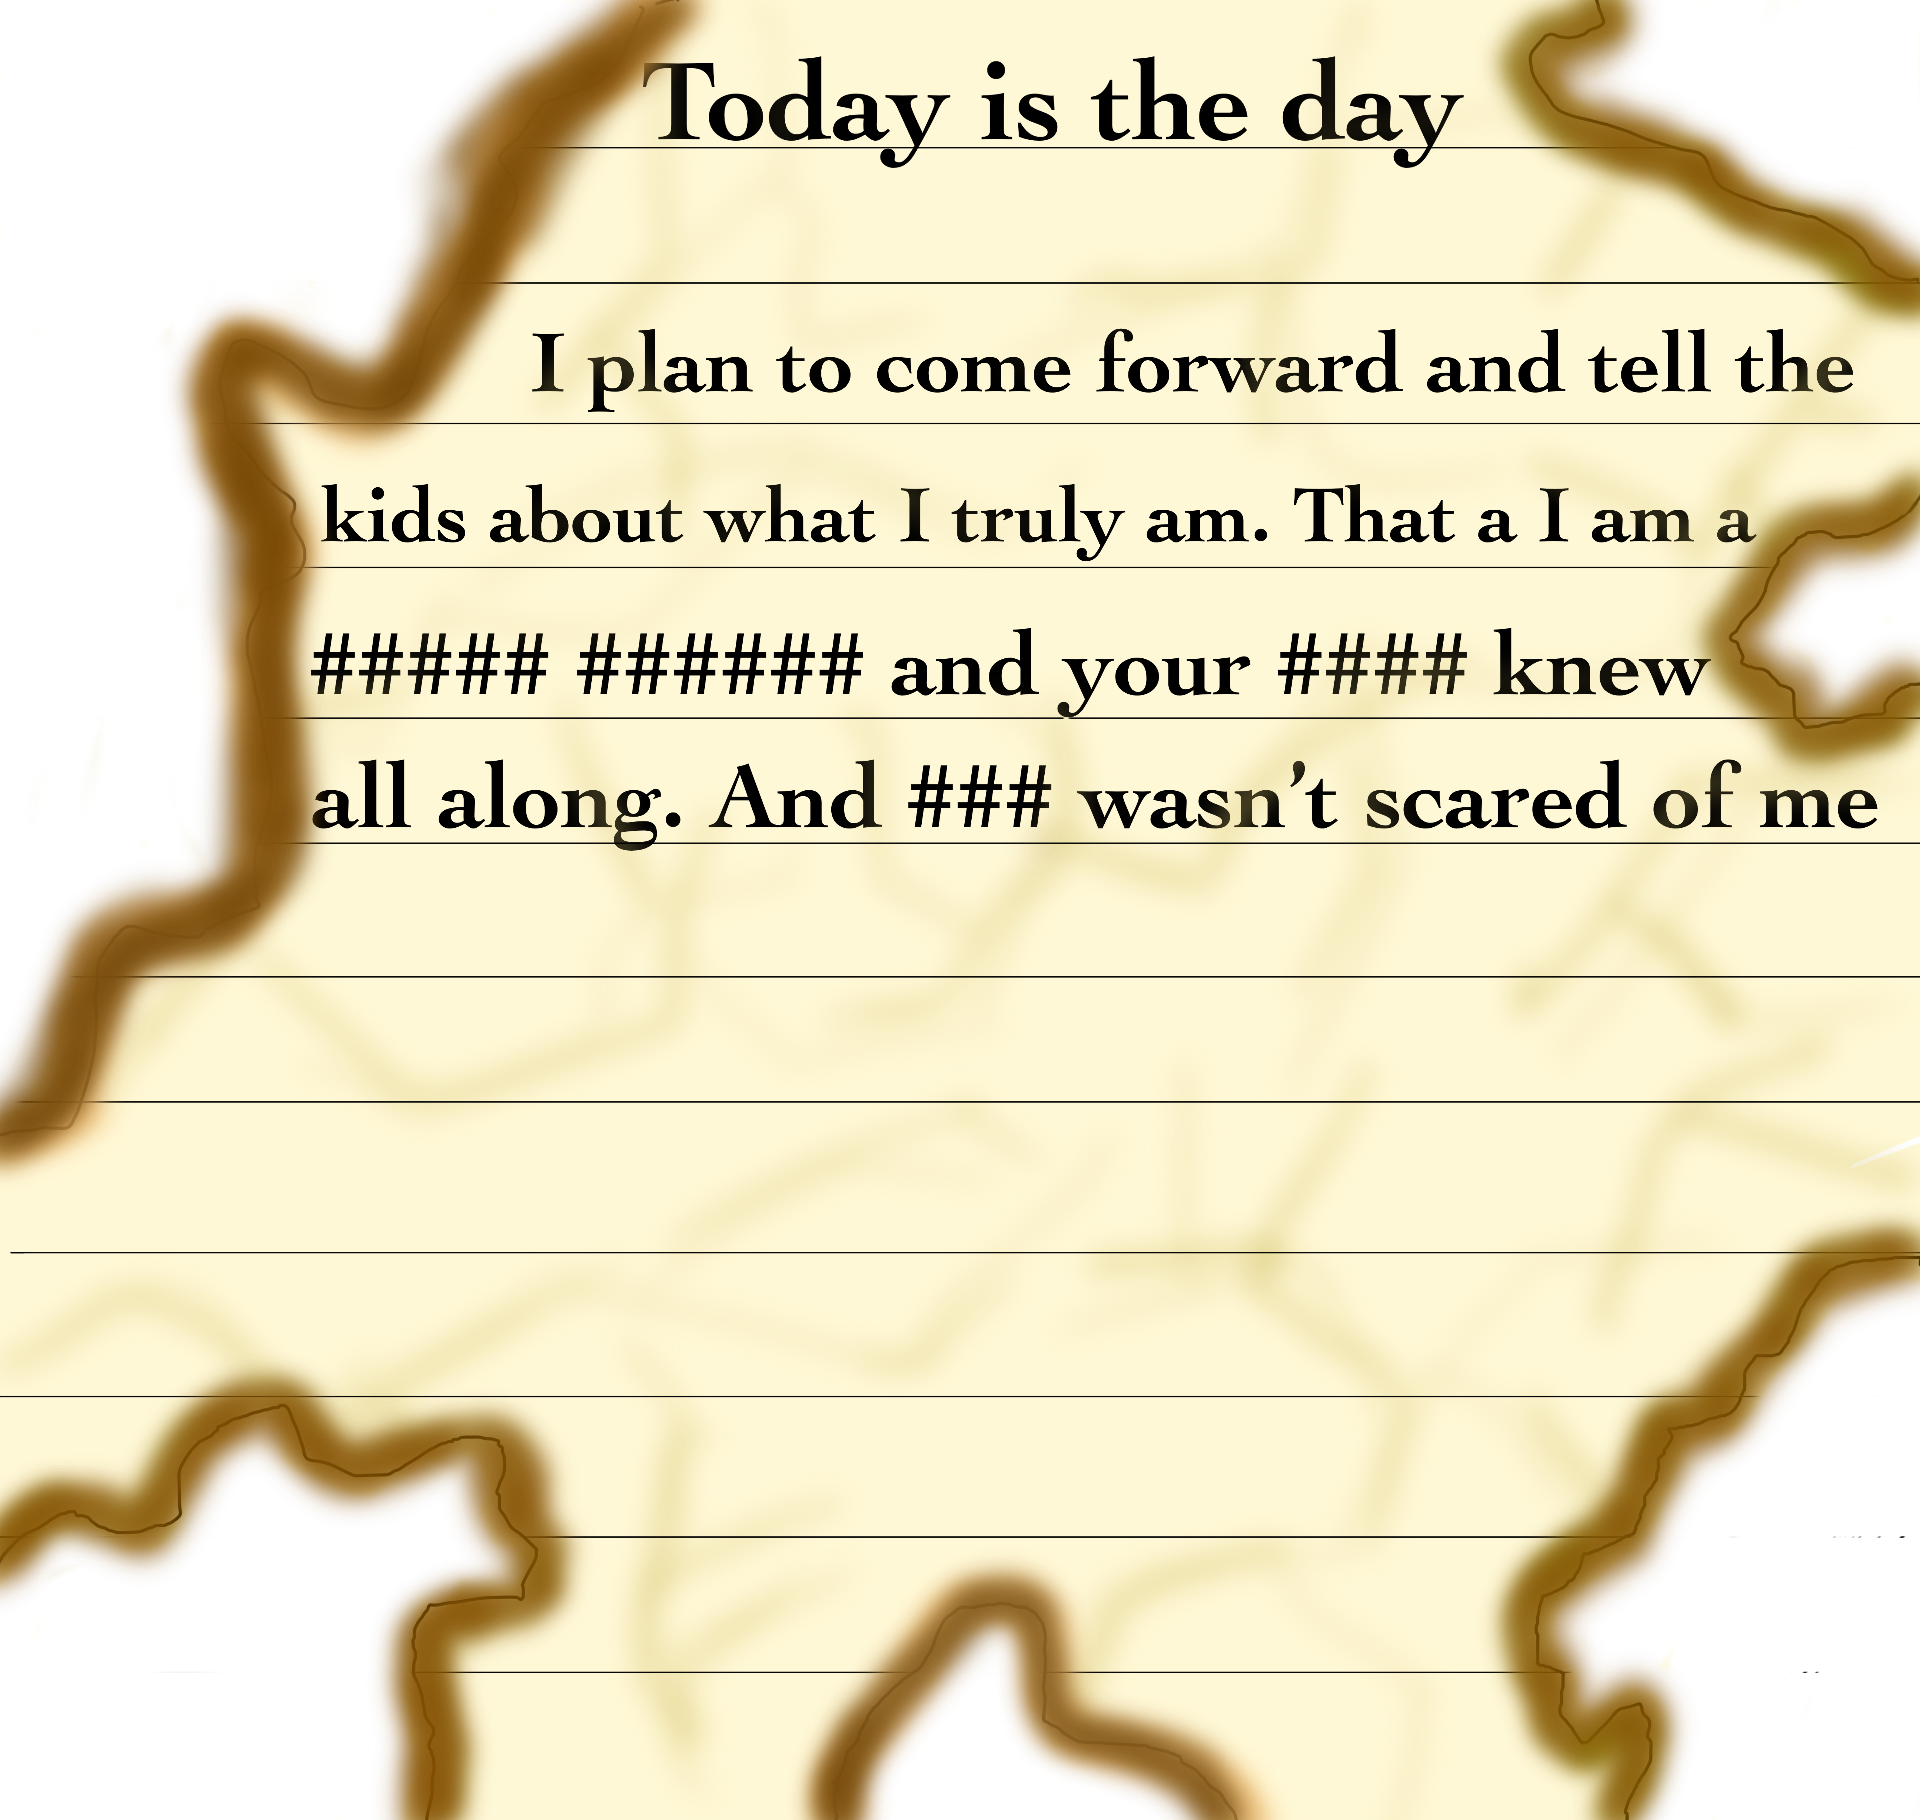 Today is the day
I plan to come forward and tell the
kids about what I truly am. That a I am a
##### ###### and your #### knew
all along. And ### wasn’t scared of me